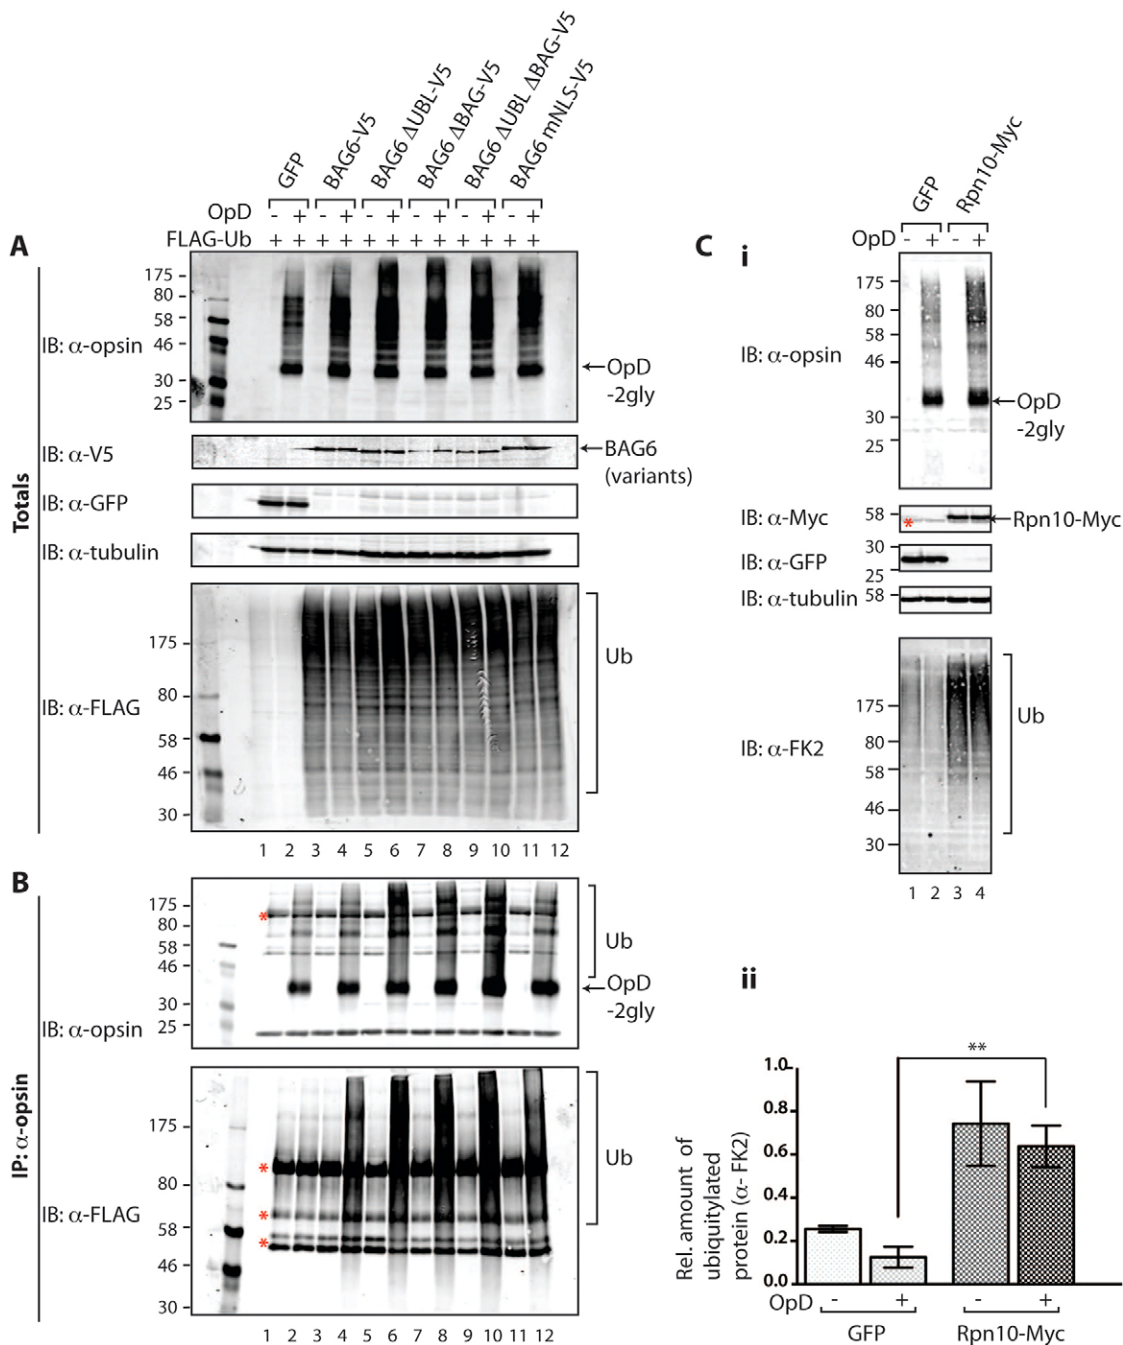 GFP
BAG6-V5
BAG6 ΔUBL-V5
BAG6 ΔBAG-V5
BAG6 ΔUBL ΔBAG-V5
BAG6 mNLS-V5
OpD - + - + - + - + - + - +
FLAG-Ub + + + + + + + + + + + +
A
Totals
175
80
58
46
30
25
IB: α-opsin
OpD
-2gly
IB: α-V5
BAG6
(variants)
IB: α-GFP
IB: α-tubulin
175
80
58
46
30
IB: α-FLAG
Ub
1 2 3 4 5 6 7 8 9 10 11 12
B
IP: α-opsin
175
80
58
46
30
25
*
Ub
OpD
-2gly
IB: α-opsin
175
80
58
46
30
*
*
*
IB: α-FLAG
Ub
1 2 3 4 5 6 7 8 9 10 11 12
C i
GFP
Rpn10-Myc
OpD - + - +
175
80
58
46
30
25
IB: α-opsin
OpD
-2gly
IB: α-Myc
58
*
Rpn10-Myc
IB: α-GFP
30
25
IB: α-tubulin
58
175
80
58
46
30
IB: α-FK2
Ub
1 2 3 4
ii
**
Rel. amount of
ubiquitylated
protein (α- FK2)
1.0
0.8
0.6
0.4
0.2
0.0
OpD - + - +
GFP Rpn10-Myc